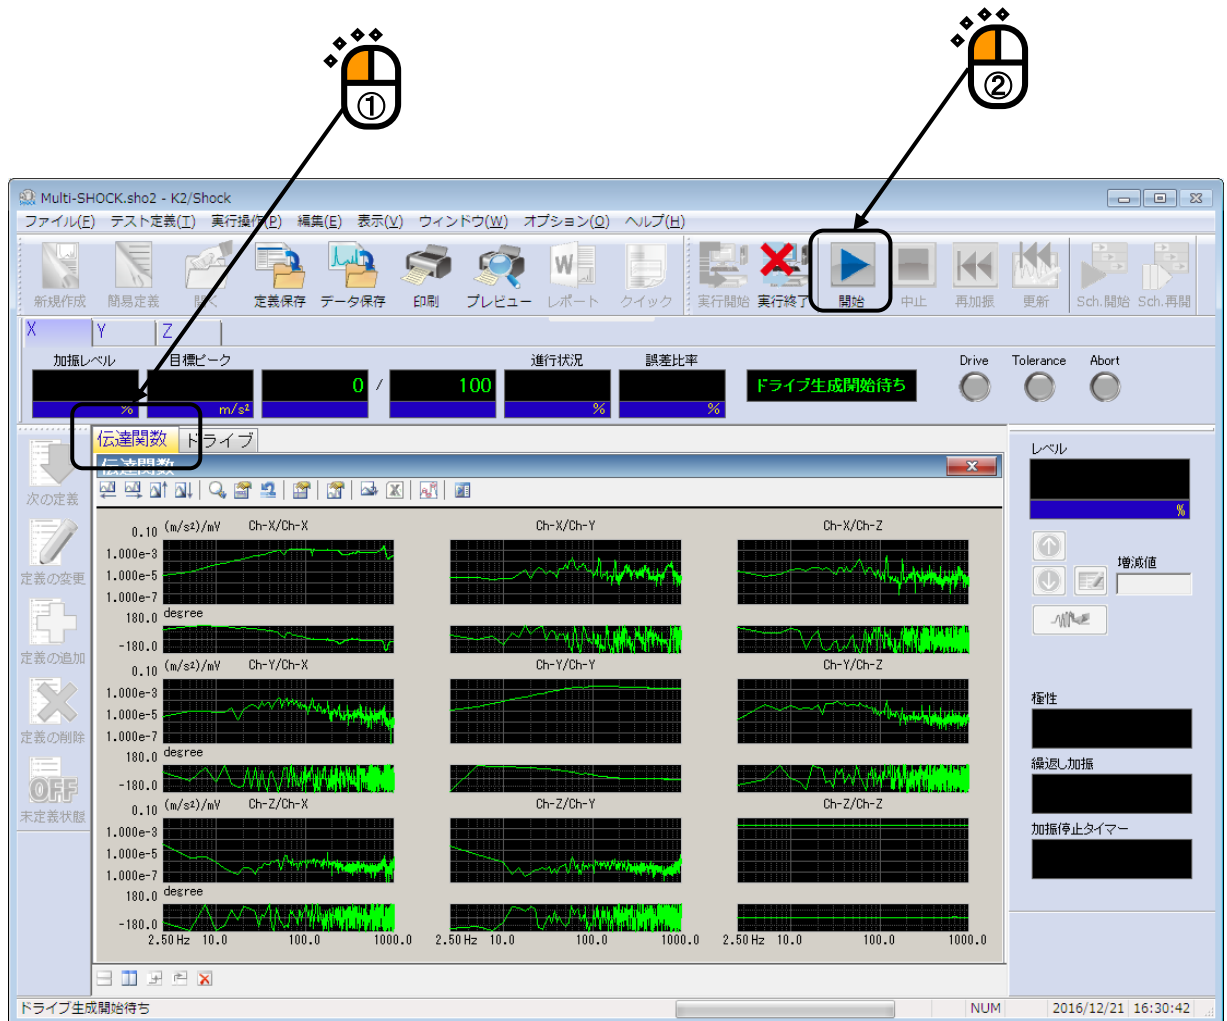 ①
②
Multi-SHOCK.sho2 - K2/Shock
ファイル(F) テスト定義(T) 実行操作(P) 編集(E) 表示(V) ウィンドウ(W) オプション(O) ヘルプ(H)
新規作成 簡易定義 開く 定義保存 データ保存 印刷 プレビュー レポート クイック 実行開始 実行終了 開始 中止 再加振 更新 Sch.開始 Sch.再開
X Y Z
加振レベル 目標ピーク 進行状況 誤差比率 Drive Tolerance Abort
0 / 100 ドライブ生成開始待ち
% m/s² % %
伝達関数 ドライブ
伝達関数
次の定義
定義の変更
定義の追加
定義の削除
OFF
未定義状態
0.10 (m/s²)/mV Ch-X/Ch-X Ch-X/Ch-Y Ch-X/Ch-Z
1.000e-3
1.000e-5
1.000e-7
180.0 degree
-180.0
0.10 (m/s²)/mV Ch-Y/Ch-X Ch-Y/Ch-Y Ch-Y/Ch-Z
1.000e-3
1.000e-5
1.000e-7
180.0 degree
-180.0
0.10 (m/s²)/mV Ch-Z/Ch-X Ch-Z/Ch-Y Ch-Z/Ch-Z
1.000e-3
1.000e-5
1.000e-7
180.0 degree
-180.0
2.50 Hz 10.0 100.0 1000.0 2.50 Hz 10.0 100.0 1000.0 2.50 Hz 10.0 100.0 1000.0
レベル
%
増減値
極性
繰返し加振
加振停止タイマー
ドライブ生成開始待ち NUM 2016/12/21 16:30:42